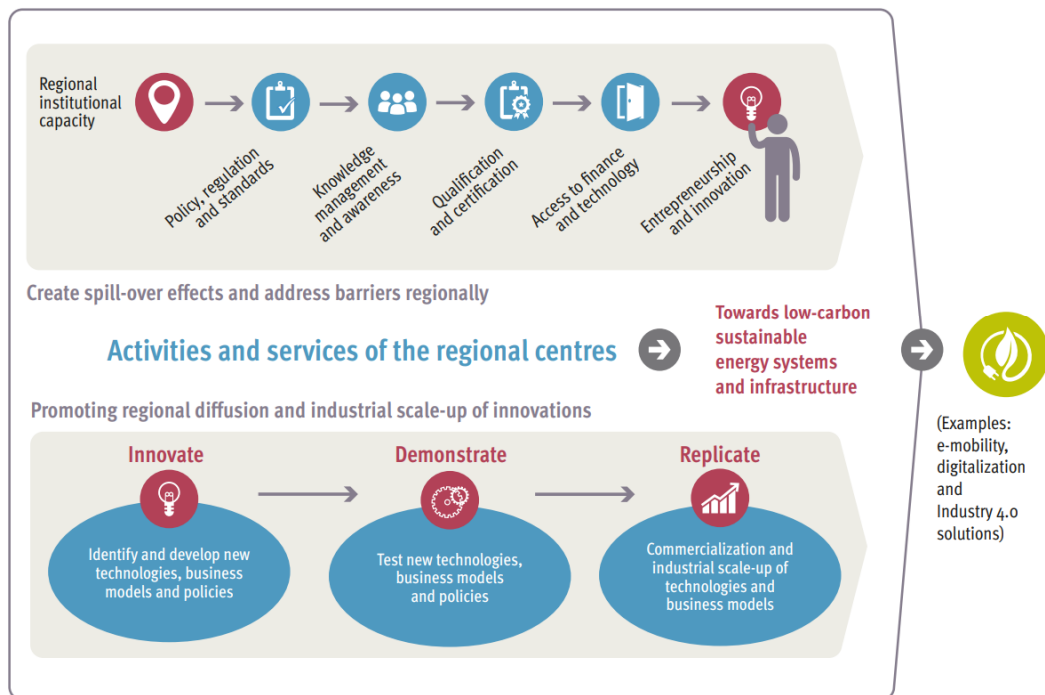 Regional
institutional
capacity
Policy, regulation
and standards
Knowledge
management
and awareness
Qualification
and certification
Access to finance
and technology
Entrepreneurship
and innovation
Create spill-over effects and address barriers regionally
Activities and services of the regional centres
Towards low-carbon
sustainable
energy systems
and infrastructure
(Examples:
e-mobility,
digitalization
and
Industry 4.0
solutions)
Promoting regional diffusion and industrial scale-up of innovations
Innovate
Identify and develop new
technologies, business
models and policies
Demonstrate
Test new technologies,
business models
and policies
Replicate
Commercialization and
industrial scale-up of
technologies and
business models